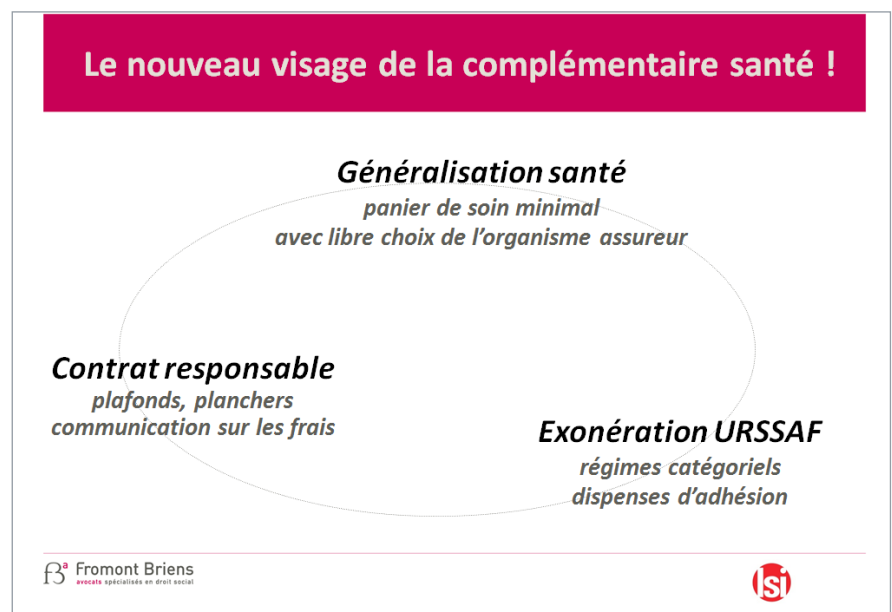 Le nouveau visage de la complémentaire santé !
Généralisation santé
panier de soin minimal
avec libre choix de l'organisme assureur
Contrat responsable
plafonds, planchers
communication sur les frais
Exonération URSSAF
régimes catégoriels
dispenses d'adhésion
Fromont Briens
avocats spécialisés en droit social
lsi